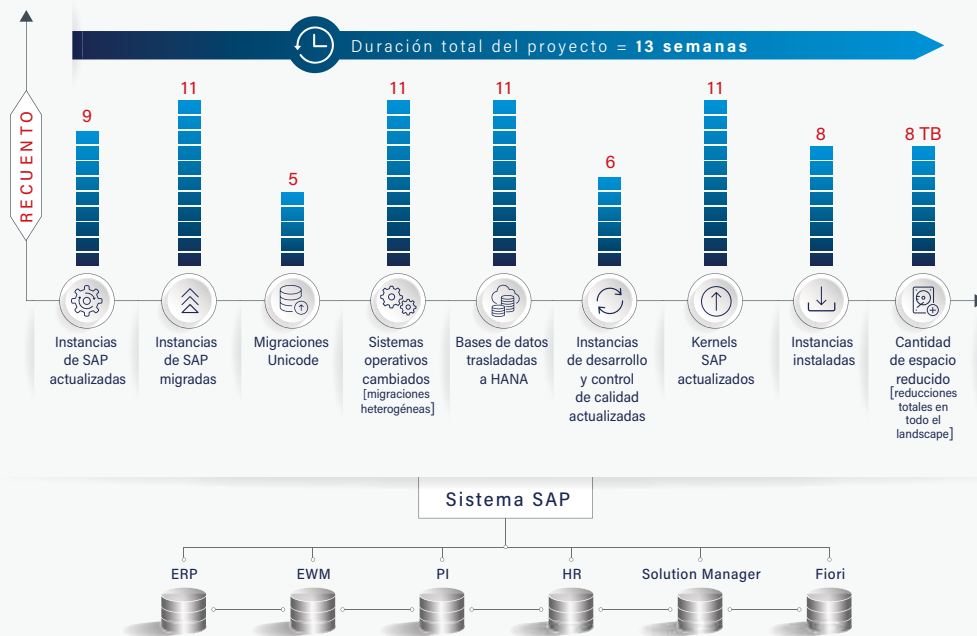 Duración total del proyecto = 13 semanas
RECUENTO
9
11
5
11
11
6
11
8
8 TB
Instancias
de SAP
actualizadas
Instancias
de SAP
migradas
Migraciones
Unicode
Sistemas
operativos
cambiados
[migraciones
heterogéneas]
Bases de datos
trasladadas
a HANA
Instancias
de desarrollo
y control
de calidad
actualizadas
Kernels
SAP
actualizados
Instancias
instaladas
Cantidad
de espacio
reducido
[reducciones
totales en
todo el
landscape]
Sistema SAP
ERP
EWM
PI
HR
Solution Manager
Fiori